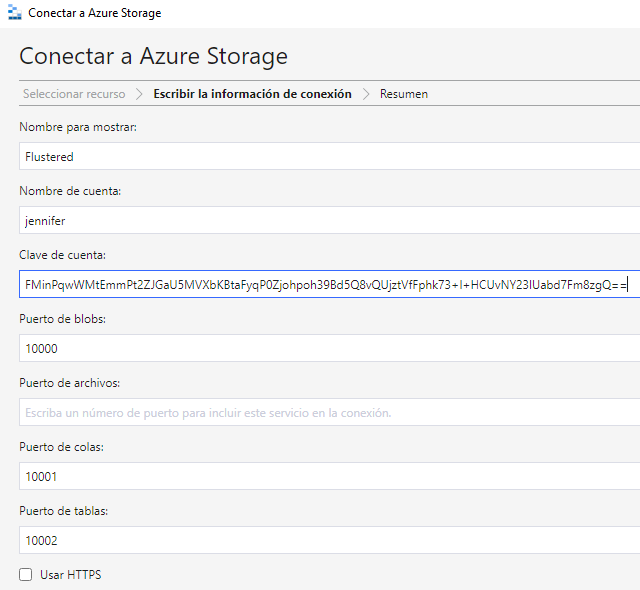 Conectar a Azure Storage
Conectar a Azure Storage
Seleccionar recurso > Escribir la información de conexión > Resumen
Nombre para mostrar:
Flustered
Nombre de cuenta:
jennifer
Clave de cuenta:
FMinPqwWMtEmmPt2ZJGaU5MVXbKBtaFyqP0Zjohpoh39Bd5Q8vQUjztVfFphk73+I+HCUvNY23lUabd7Fm8zgQ==
Puerto de blobs:
10000
Puerto de archivos:
Escriba un número de puerto para incluir este servicio en la conexión.
Puerto de colas:
10001
Puerto de tablas:
10002
Usar HTTPS